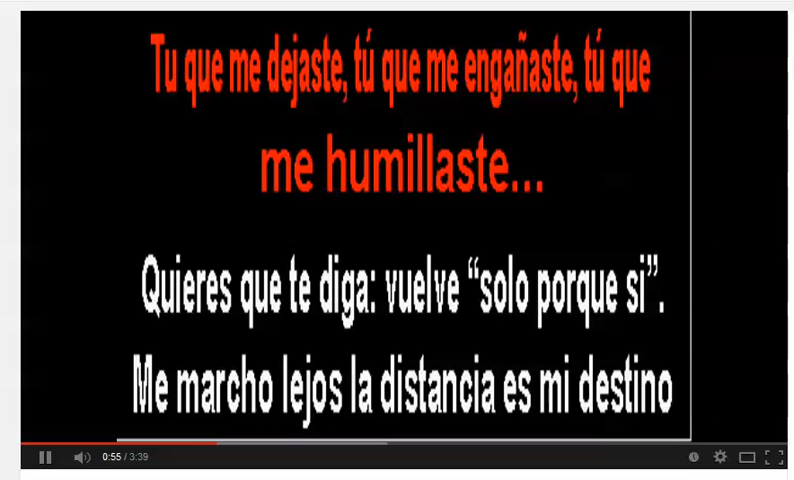 Tu que me dejaste, tú que me engañaste, tú que
me humillaste...
Quieres que te diga: vuelve “solo porque si”.
Me marcho lejos la distancia es mi destino
0:55 / 3:39